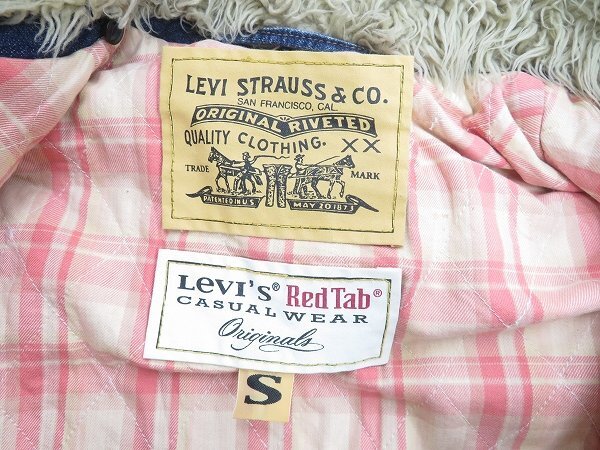 LEVI STRAUSS & CO.
SAN FRANCISCO, CAL.
ORIGINAL RIVETED
QUALITY CLOTHING. XX
TRADE MARK
PATENTED IN U.S. MAY 20 1873
LEVI'S® RedTab®
CASUAL WEAR
Originals
S